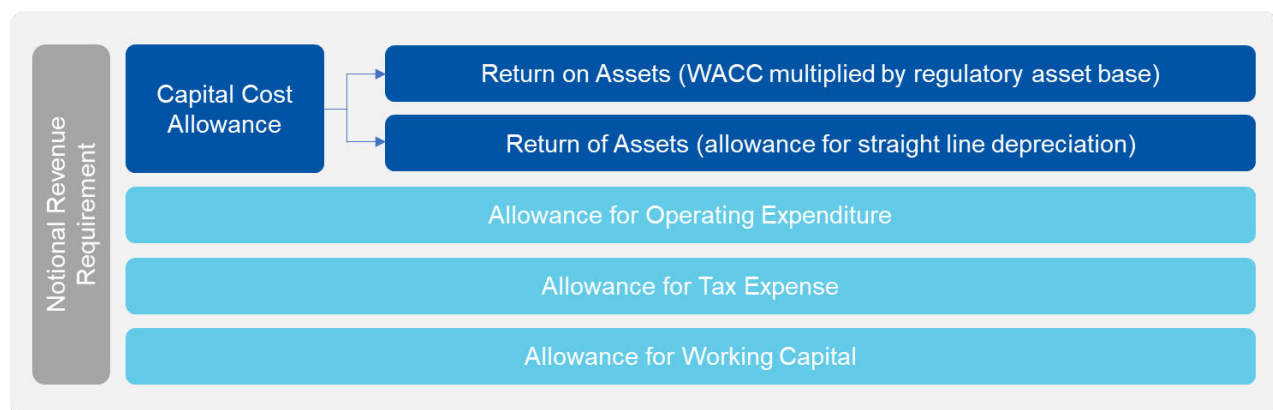 Notional Revenue
Requirement
Capital Cost
Allowance
Return on Assets (WACC multiplied by regulatory asset base)
Return of Assets (allowance for straight line depreciation)
Allowance for Operating Expenditure
Allowance for Tax Expense
Allowance for Working Capital